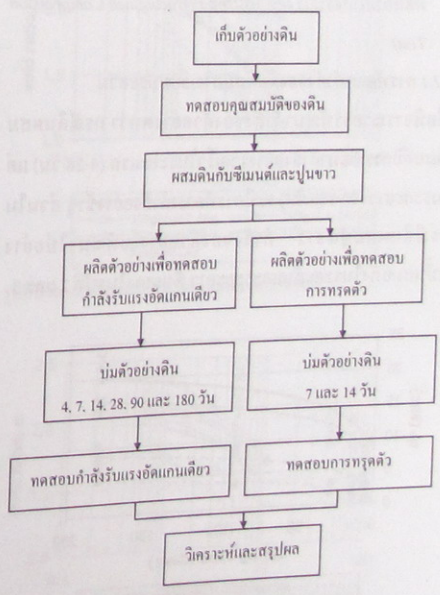 เก็บตัวอย่างดิน
ทดสอบคุณสมบัติของดิน
ผสมดินกับซีเมนต์และปูนขาว
ผลิตตัวอย่างเพื่อทดสอบ
กำลังรับแรงอัดแกนเดียว
ผลิตตัวอย่างเพื่อทดสอบ
การทรุดตัว
บ่มตัวอย่างดิน
4, 7, 14, 28, 90 และ 180 วัน
บ่มตัวอย่างดิน
7 และ 14 วัน
ทดสอบกำลังรับแรงอัดแกนเดียว
ทดสอบการทรุดตัว
วิเคราะห์และสรุปผล